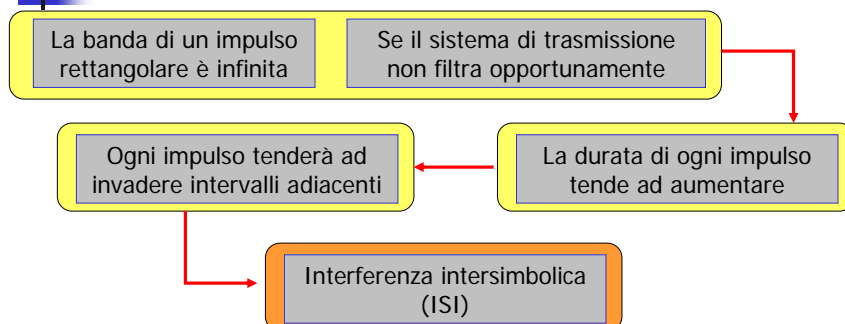 La banda di un impulso
rettangolare è infinita
Se il sistema di trasmissione
non filtra opportunamente
La durata di ogni impulso
tende ad aumentare
Ogni impulso tenderà ad
invadere intervalli adiacenti
Interferenza intersimbolica
(ISI)